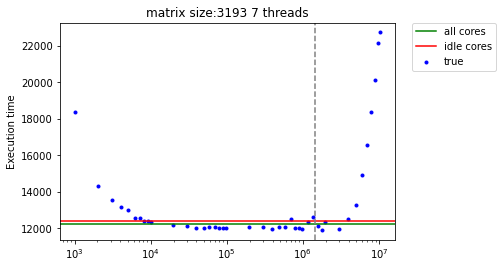 matrix size:3193 7 threads
Execution time
22000
20000
18000
16000
14000
12000
10³
10⁴
10⁵
10⁶
10⁷
all cores
idle cores
true